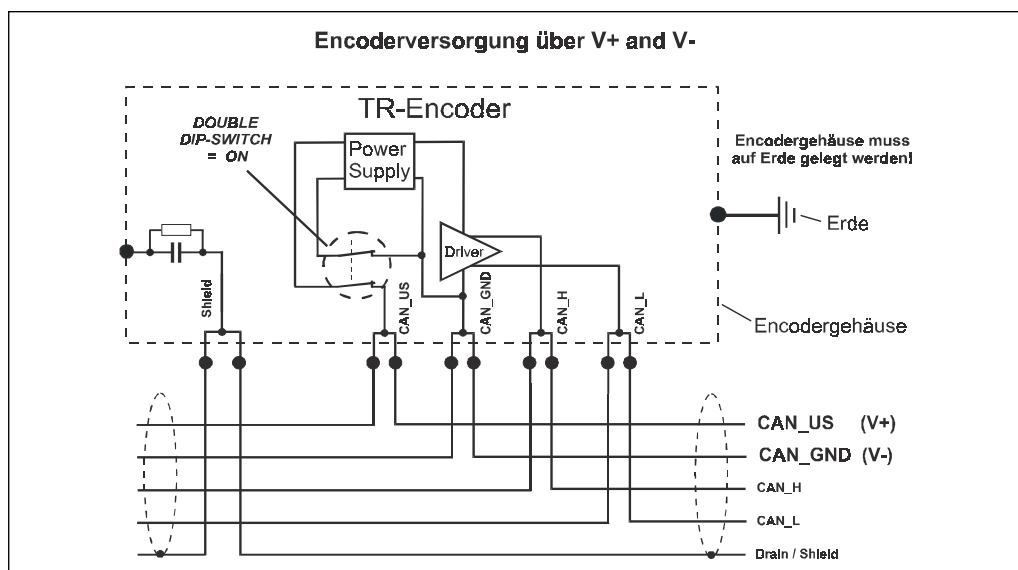 Encoderversorgung über V+ and V-
TR-Encoder
DOUBLE
DIP-SWITCH
= ON
Power
Supply
Encodergehäuse muss
auf Erde gelegt werden!
Erde
Driver
Shield
CAN_US
CAN_GND
CAN_H
CAN_L
Encodergehäuse
CAN_US (V+)
CAN_GND (V-)
CAN_H
CAN_L
Drain / Shield